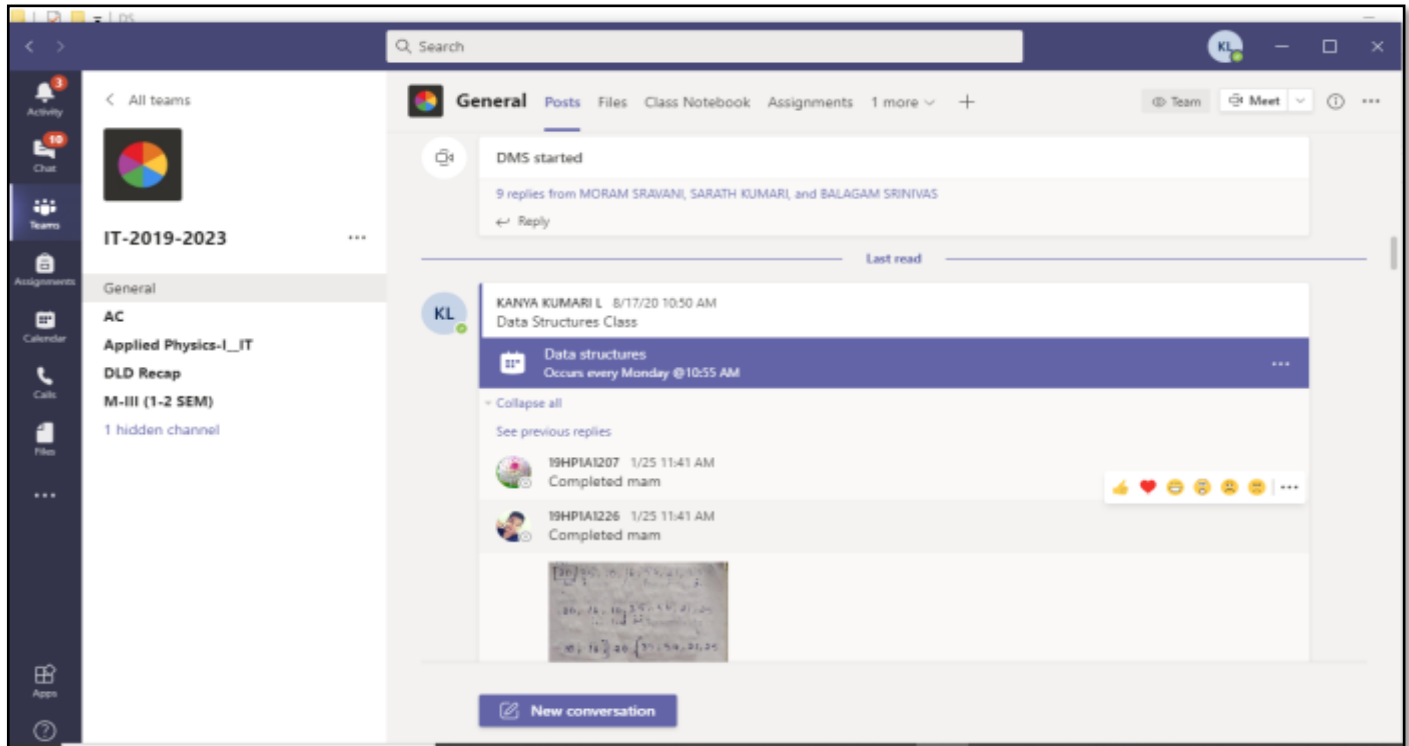 DS
Search
KL
3
Activity
10
Chat
Teams
Assignments
Calendar
Calls
Files
Apps
All teams
IT-2019-2023
General
AC
Applied Physics-I__IT
DLD Recap
M-III (1-2 SEM)
1 hidden channel
General Posts Files Class Notebook Assignments 1 more
Team Meet
DMS started
9 replies from MORAM SRAVANI, SARATH KUMARI, and BALAGAM SRINIVAS
Reply
Last read
KL
KANYA KUMARI L 8/17/20 10:50 AM
Data Structures Class
Data structures
Occurs every Monday @10:55 AM
Collapse all
See previous replies
19HP1A1207 1/25 11:41 AM
Completed mam
19HP1A1226 1/25 11:41 AM
Completed mam
New conversation